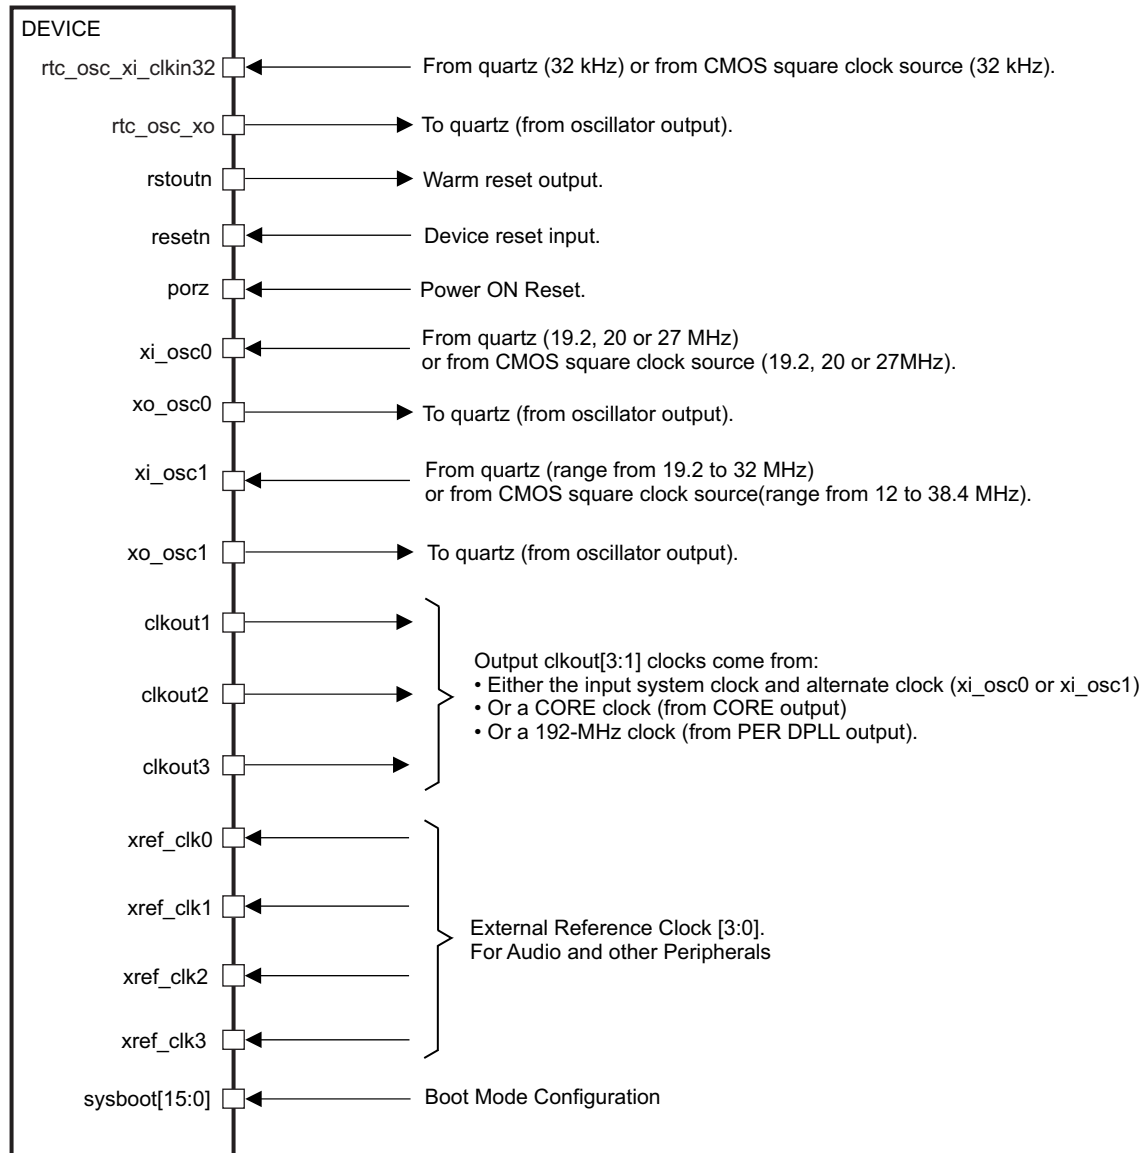 DEVICE
rtc_osc_xi_clkin32
From quartz (32 kHz) or from CMOS square clock source (32 kHz).
rtc_osc_xo
To quartz (from oscillator output).
rstoutn
Warm reset output.
resetn
Device reset input.
porz
Power ON Reset.
xi_osc0
From quartz (19.2, 20 or 27 MHz)
or from CMOS square clock source (19.2, 20 or 27MHz).
xo_osc0
To quartz (from oscillator output).
xi_osc1
From quartz (range from 19.2 to 32 MHz)
or from CMOS square clock source(range from 12 to 38.4 MHz).
xo_osc1
To quartz (from oscillator output).
clkout1
clkout2
clkout3
Output clkout[3:1] clocks come from:
• Either the input system clock and alternate clock (xi_osc0 or xi_osc1)
• Or a CORE clock (from CORE output)
• Or a 192-MHz clock (from PER DPLL output).
xref_clk0
xref_clk1
xref_clk2
xref_clk3
External Reference Clock [3:0].
For Audio and other Peripherals
sysboot[15:0]
Boot Mode Configuration